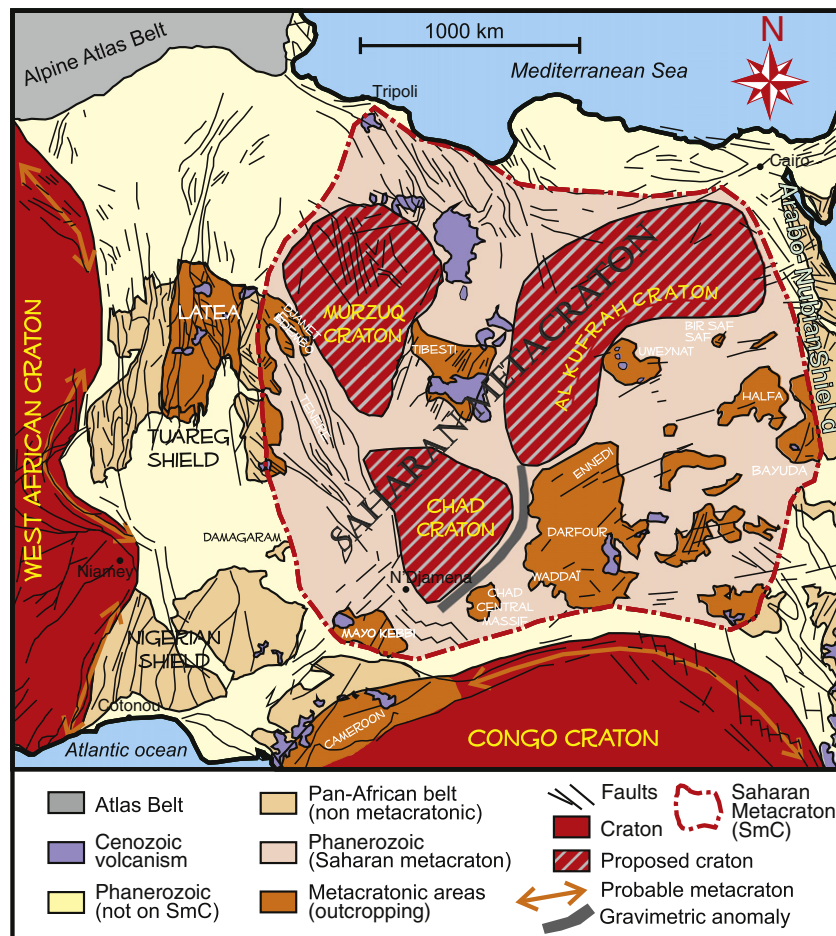 1000 km
N
Alpine Atlas Belt
Mediterranean Sea
Tripoli
Cairo
Arabo-Nubian Shield
WEST AFRICAN CRATON
LATEA
DJANET
EDEMBO
MURZUQ
CRATON
TIBESTI
AL KUFRAH CRATON
BIR SAF
SAF
UWEYNAT
HALFA
BAYUDA
TENERE
TUAREG
SHIELD
SAHARAN METACRATON
CHAD
CRATON
ENNEDI
DARFOUR
WADDAÏ
DAMAGARAM
Niamey
N'Djamena
CHAD
CENTRAL
MASSIF
MAYO KEBBI
NIGERIAN
SHIELD
Cotonou
CAMEROON
CONGO CRATON
Atlantic ocean
Atlas Belt
Cenozoic
volcanism
Phanerozoic
(not on SmC)
Pan-African belt
(non metacratonic)
Phanerozoic
(Saharan metacraton)
Metacratonic areas
(outcropping)
Faults
Craton
Proposed craton
Probable metacraton
Gravimetric anomaly
Saharan
Metacraton
(SmC)